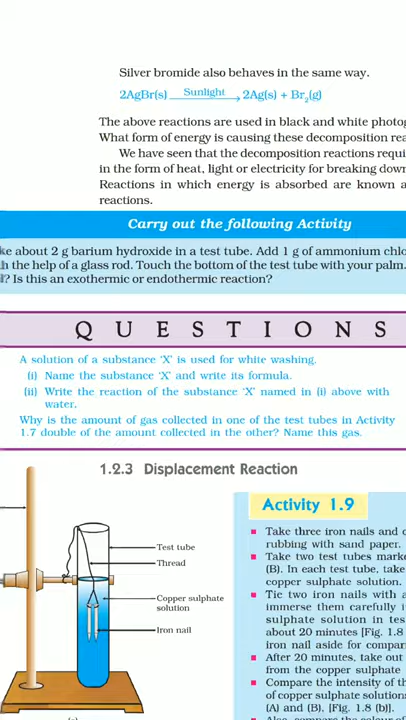 Silver bromide also behaves in the same way.
2AgBr(s) Sunlight → 2Ag(s) + Br₂(g)
The above reactions are used in black and white
What form of energy is causing these decomposition
We have seen that the decomposition reactions
in the form of heat, light or electricity for breaking down
Reactions in which energy is absorbed are known
reactions.
Carry out the following Activity
about 2 g barium hydroxide in a test tube. Add 1 g of ammonium
the help of a glass rod. Touch the bottom of the test tube with your palm.
? Is this an exothermic or endothermic reaction?
QUESTIONS
A solution of a substance ‘X’ is used for white washing.
(i) Name the substance ‘X’ and write its formula.
(ii) Write the reaction of the substance ‘X’ named in (i) above with
water.
Why is the amount of gas collected in one of the test tubes in Activity
1.7 double of the amount collected in the other? Name this gas.
1.2.3 Displacement Reaction
Activity 1.9
Take three iron nails and
rubbing with sand paper.
Take two test tubes
(B). In each test tube, take
copper sulphate solution.
Tie two iron nails with
immerse them carefully
sulphate solution in
about 20 minutes [Fig. 1.8
iron nail aside for
After 20 minutes, take out
from the copper sulphate
Compare the intensity of
of copper sulphate
(A) and (B), [Fig. 1.8 (b)].
Also, compare the colour of
Test tube
Thread
Copper sulphate
solution
Iron nail